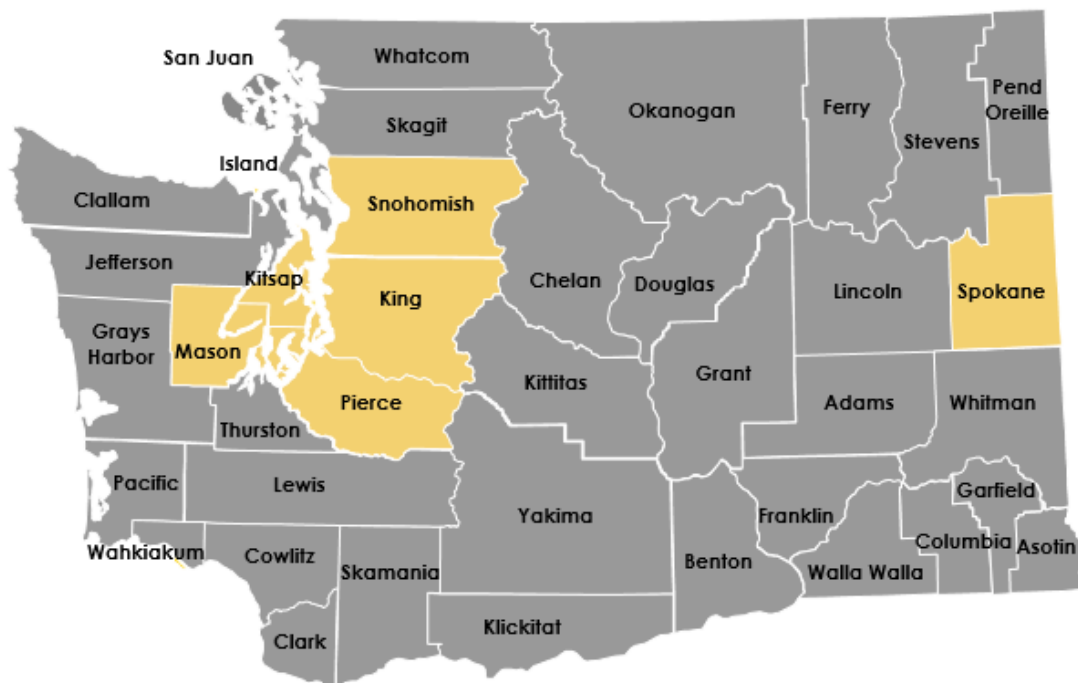 San Juan
Whatcom
Okanogan
Ferry
Pend
Oreille
Skagit
Stevens
Island
Clallam
Snohomish
Jefferson
Kitsap
Chelan
Douglas
Lincoln
Spokane
King
Grays
Harbor
Mason
Kittitas
Grant
Pierce
Adams
Whitman
Thurston
Pacific
Lewis
Garfield
Yakima
Franklin
Wahkiakum
Cowlitz
Skamania
Benton
Columbia
Asotin
Walla Walla
Clark
Klickitat